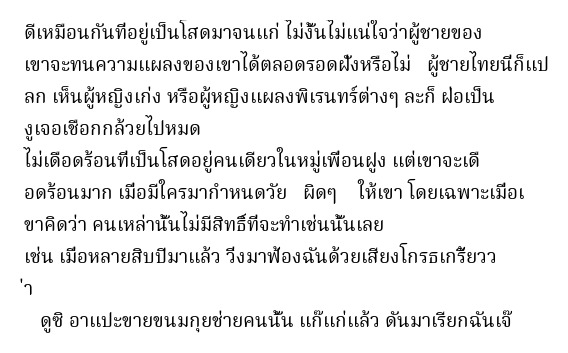 ดีเหมือนกันที่อยู่เป็นโสดมาจนแก่ ไม่งั้นไม่แน่ใจว่าผู้ชายของ
เขาจะทนความแผลงของเขาได้ตลอดรอดฝั่งหรือไม่ ผู้ชายไทยนี่ก็แป
ลก เห็นผู้หญิงเก่ง หรือผู้หญิงแผลงพิเรนทร์ต่างๆ ละก็ ฝ่อเป็น
งูเจอเชือกกล้วยไปหมด
ไม่เดือดร้อนที่เป็นโสดอยู่คนเดียวในหมู่เพื่อนฝูง แต่เขาจะเดื
อดร้อนมาก เมื่อมีใครมากำหนดวัย ผิดๆ ให้เขา โดยเฉพาะเมื่อเ
ขาคิดว่า คนเหล่านั้นไม่มีสิทธิ์ที่จะทำเช่นนั้นเลย
เช่น เมื่อหลายสิบปีมาแล้ว วิ่งมาฟ้องฉันด้วยเสียงโกรธเกรี้ยวว
่า
ดูซิ อาแปะขายขนมกุยช่ายคนนั้น แก๊แก่แล้ว ดันมาเรียกฉันเจ๊